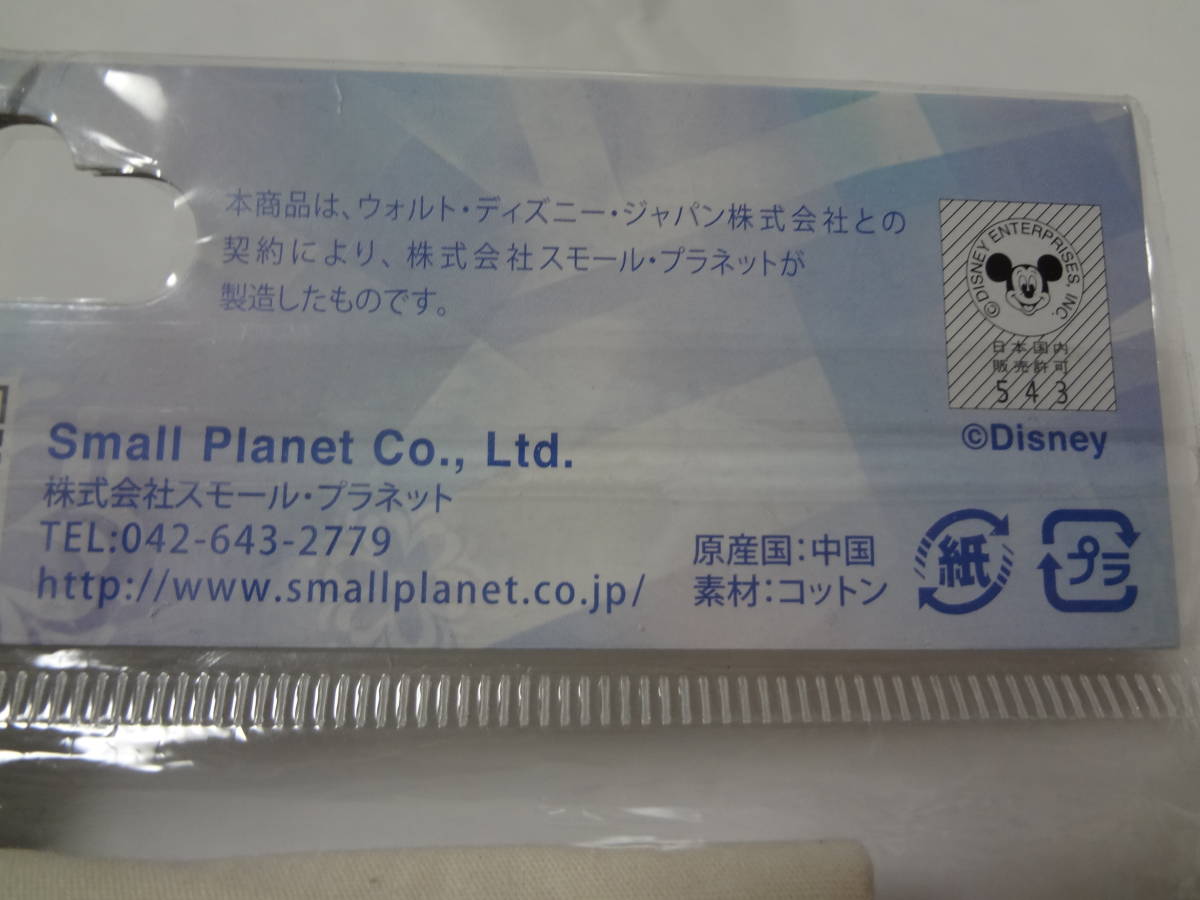 本商品は、ウォルト・ディズニー・ジャパン株式会社との
契約により、株式会社スモール・プラネットが
製造したものです。
©DISNEY ENTERPRISES, INC.
日本国内
販売許可
543
©Disney
Small Planet Co., Ltd.
株式会社スモール・プラネット
TEL:042-643-2779
http://www.smallplanet.co.jp/
原産国：中国
素材：コットン
紙
プラ